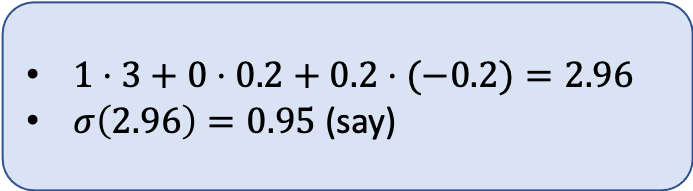 • 1 ⋅ 3 + 0 ⋅ 0.2 + 0.2 ⋅ (−0.2) = 2.96
• σ(2.96) = 0.95 (say)